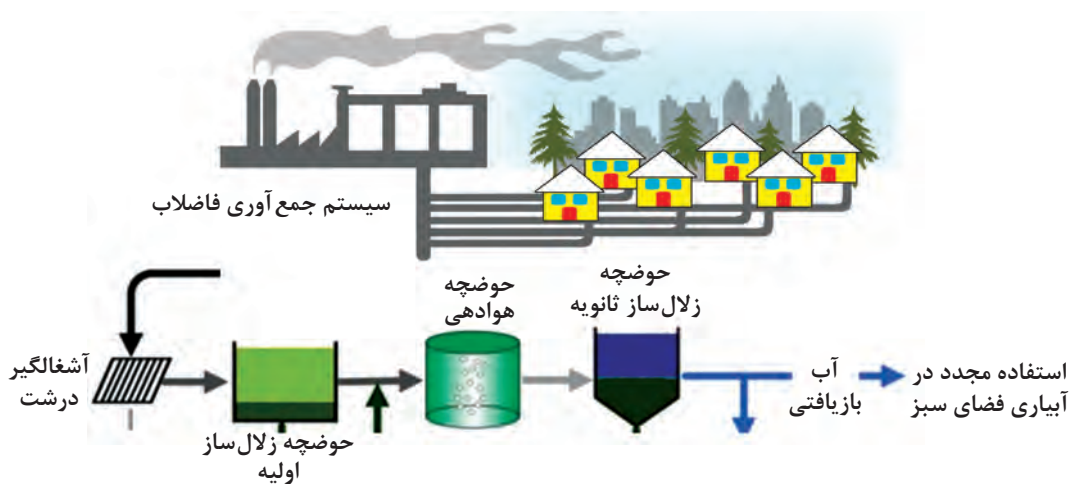 سیستم جمع‌آوری فاضلاب
آشغالگیر
درشت
حوضچه زلال‌ساز
اولیه
حوضچه
هوادهی
حوضچه
زلال‌ساز ثانویه
آب
بازیافتی
استفاده مجدد در
آبیاری فضای سبز